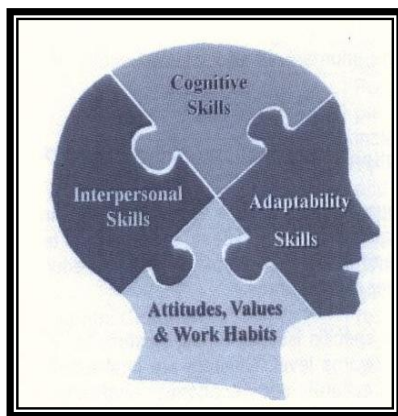 Cognitive
Skills
Interpersonal
Skills
Adaptability
Skills
Attitudes, Values
& Work Habits